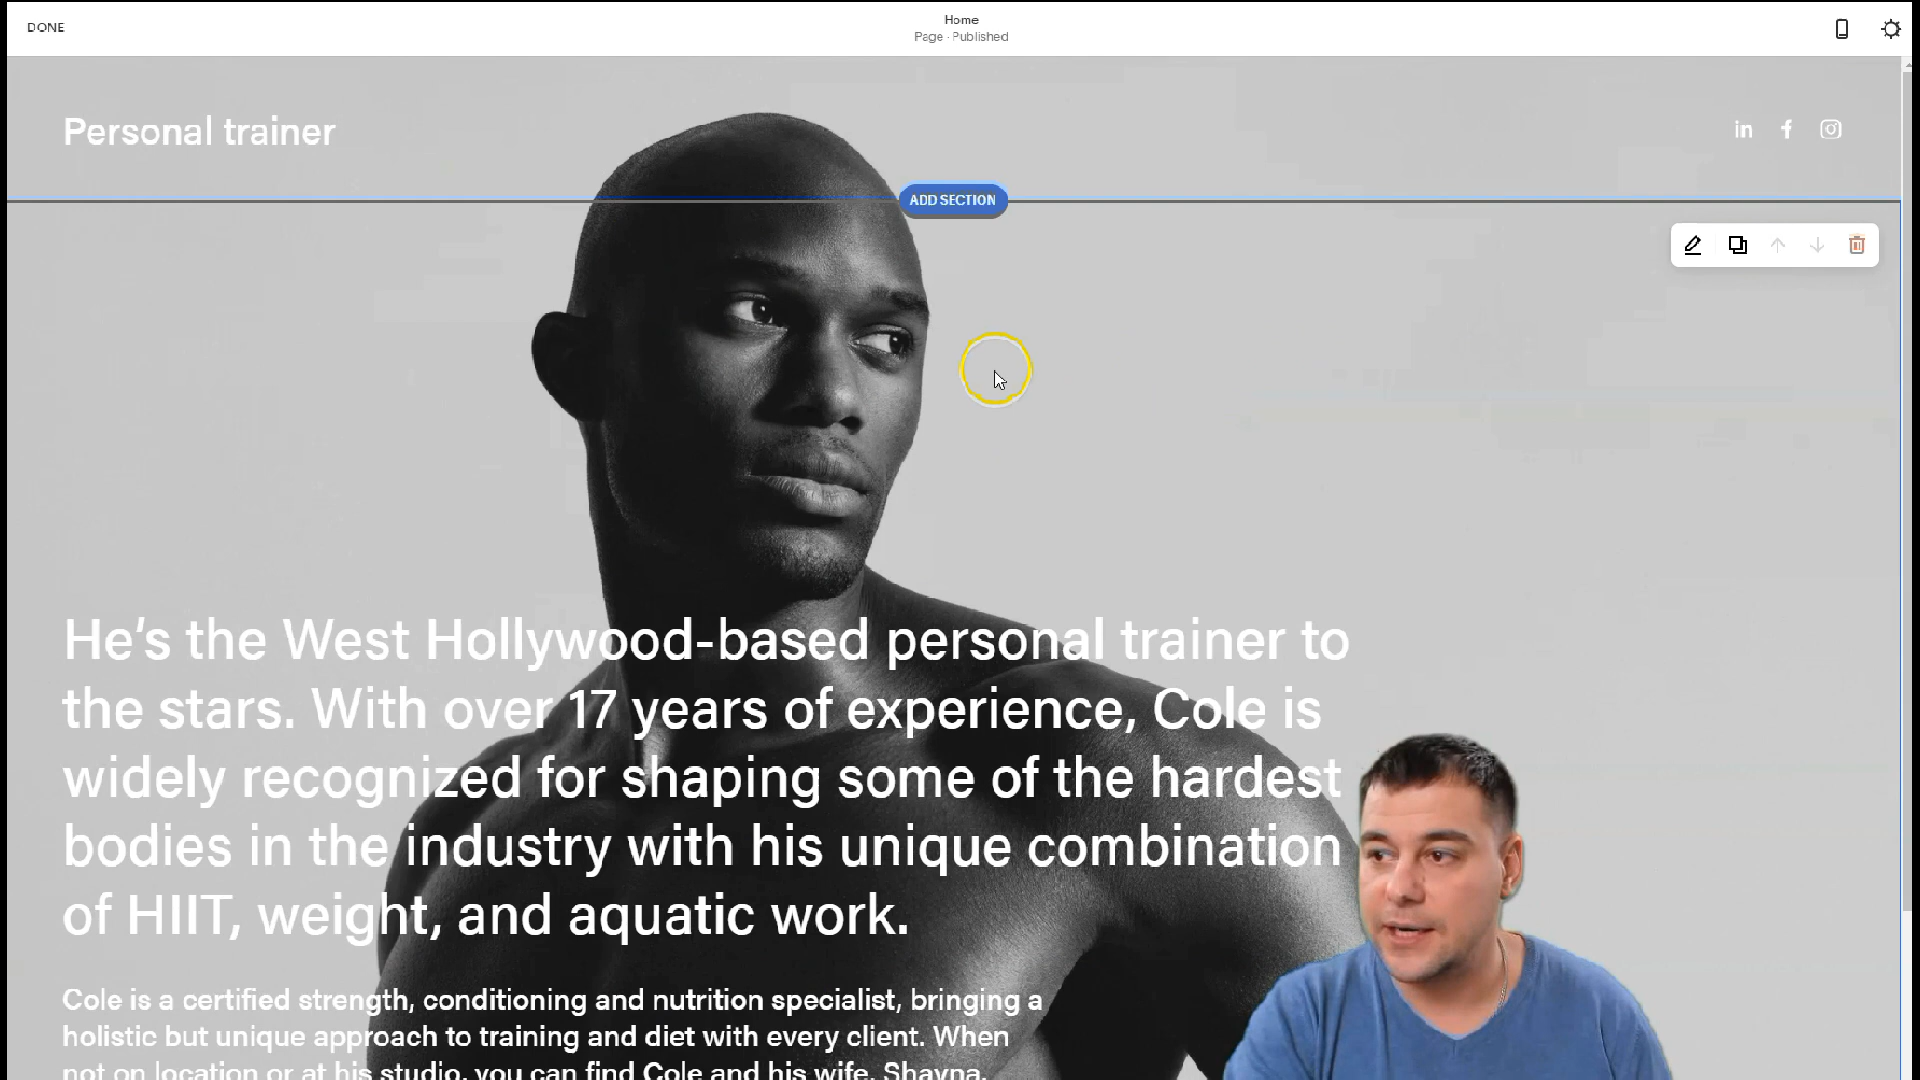 DONE
Home
Page · Published
Personal trainer
in
ADD SECTION
He's the West Hollywood-based personal trainer to
the stars. With over 17 years of experience, Cole is
widely recognized for shaping some of the hardest
bodies in the industry with his unique combination
of HIIT, weight, and aquatic work.
Cole is a certified strength, conditioning and nutrition specialist, bringing a
holistic but unique approach to training and diet with every client. When
not on location or at his studio, you can find Cole and his wife, Shayna,